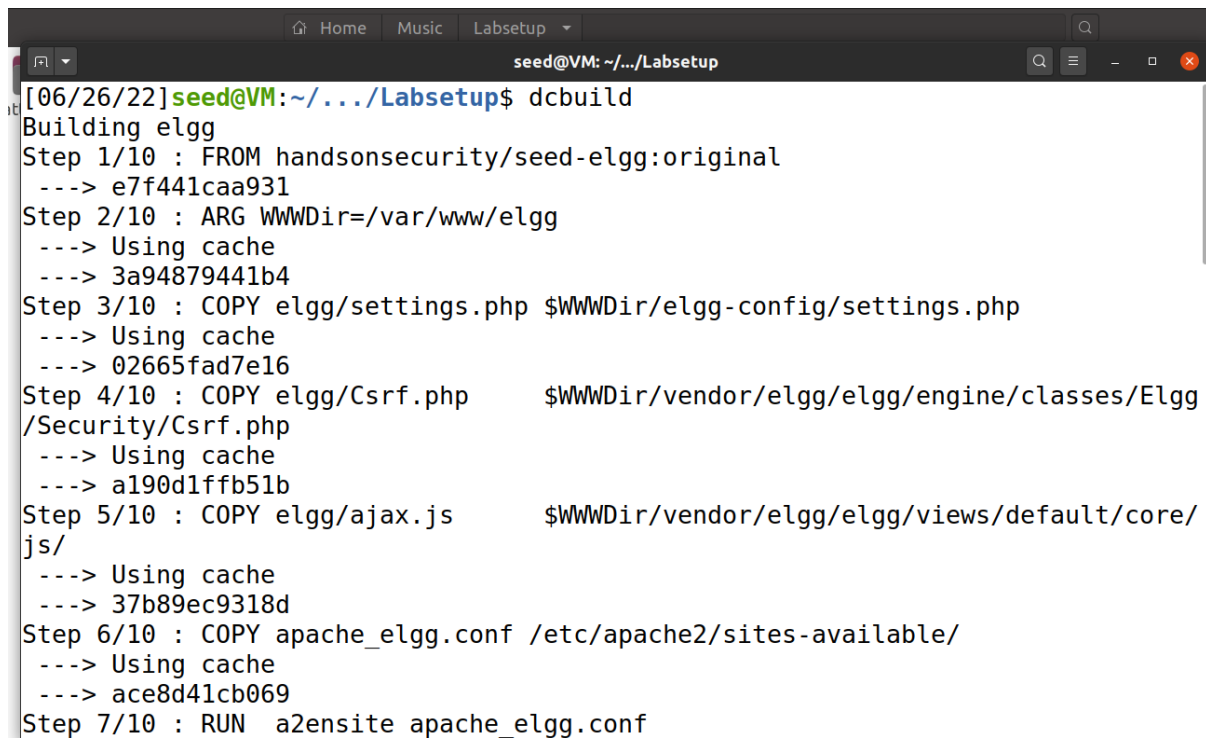 Home Music Labsetup
seed@VM: ~/.../Labsetup
[06/26/22]seed@VM:~/.../Labsetup$ dcbuild
Building elgg
Step 1/10 : FROM handsonsecurity/seed-elgg:original
 ---> e7f441caa931
Step 2/10 : ARG WWWDir=/var/www/elgg
 ---> Using cache
 ---> 3a94879441b4
Step 3/10 : COPY elgg/settings.php $WWWDir/elgg-config/settings.php
 ---> Using cache
 ---> 02665fad7e16
Step 4/10 : COPY elgg/Csrf.php     $WWWDir/vendor/elgg/elgg/engine/classes/Elgg
/Security/Csrf.php
 ---> Using cache
 ---> a190d1ffb51b
Step 5/10 : COPY elgg/ajax.js      $WWWDir/vendor/elgg/elgg/views/default/core/
js/
 ---> Using cache
 ---> 37b89ec9318d
Step 6/10 : COPY apache_elgg.conf /etc/apache2/sites-available/
 ---> Using cache
 ---> ace8d41cb069
Step 7/10 : RUN  a2ensite apache_elgg.conf